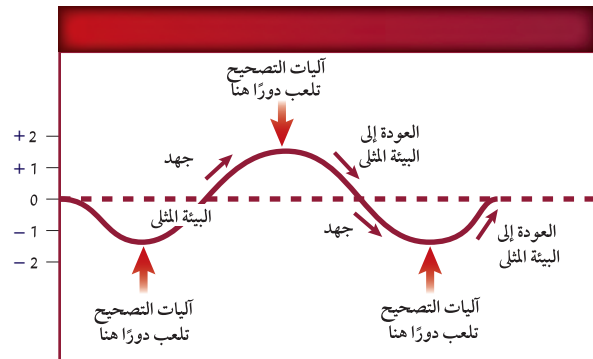 آليات التصحيح
تلعب دورًا هنا
العودة إلى
البيئة المثلى
جهد
+ 2
+ 1
0
− 1
− 2
البيئة المثلى
جهد
العودة إلى
البيئة المثلى
آليات التصحيح
تلعب دورًا هنا
آليات التصحيح
تلعب دورًا هنا